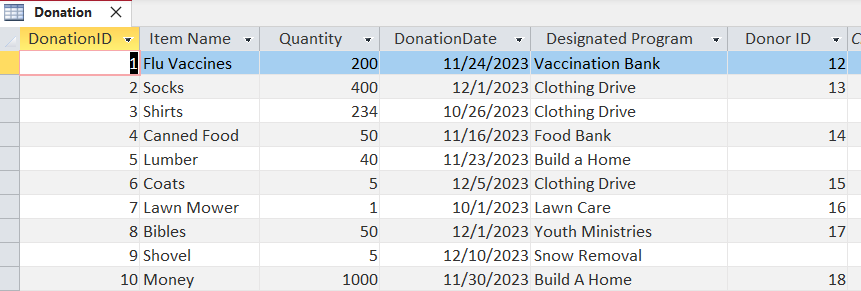 Donation
DonationID Item Name Quantity DonationDate Designated Program Donor ID
1 Flu Vaccines 200 11/24/2023 Vaccination Bank 12
2 Socks 400 12/1/2023 Clothing Drive 13
3 Shirts 234 10/26/2023 Clothing Drive
4 Canned Food 50 11/16/2023 Food Bank 14
5 Lumber 40 11/23/2023 Build a Home
6 Coats 5 12/5/2023 Clothing Drive 15
7 Lawn Mower 1 10/1/2023 Lawn Care 16
8 Bibles 50 12/1/2023 Youth Ministries 17
9 Shovel 5 12/10/2023 Snow Removal
10 Money 1000 11/30/2023 Build A Home 18